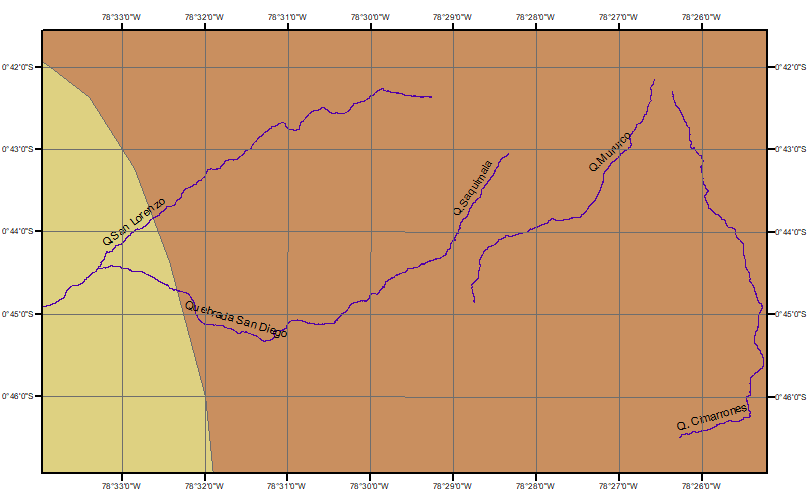 78°33'0"W 78°32'0"W 78°31'0"W 78°30'0"W 78°29'0"W 78°28'0"W 78°27'0"W 78°26'0"W
0°42'0"S 0°42'0"S
0°43'0"S Q.Mururco 0°43'0"S
Q.Saquimala
Q.San Lorenzo
0°44'0"S 0°44'0"S
0°45'0"S Quebrada San Diego 0°45'0"S
0°46'0"S 0°46'0"S
Q. Cimarrones
78°33'0"W 78°32'0"W 78°31'0"W 78°30'0"W 78°29'0"W 78°28'0"W 78°27'0"W 78°26'0"W